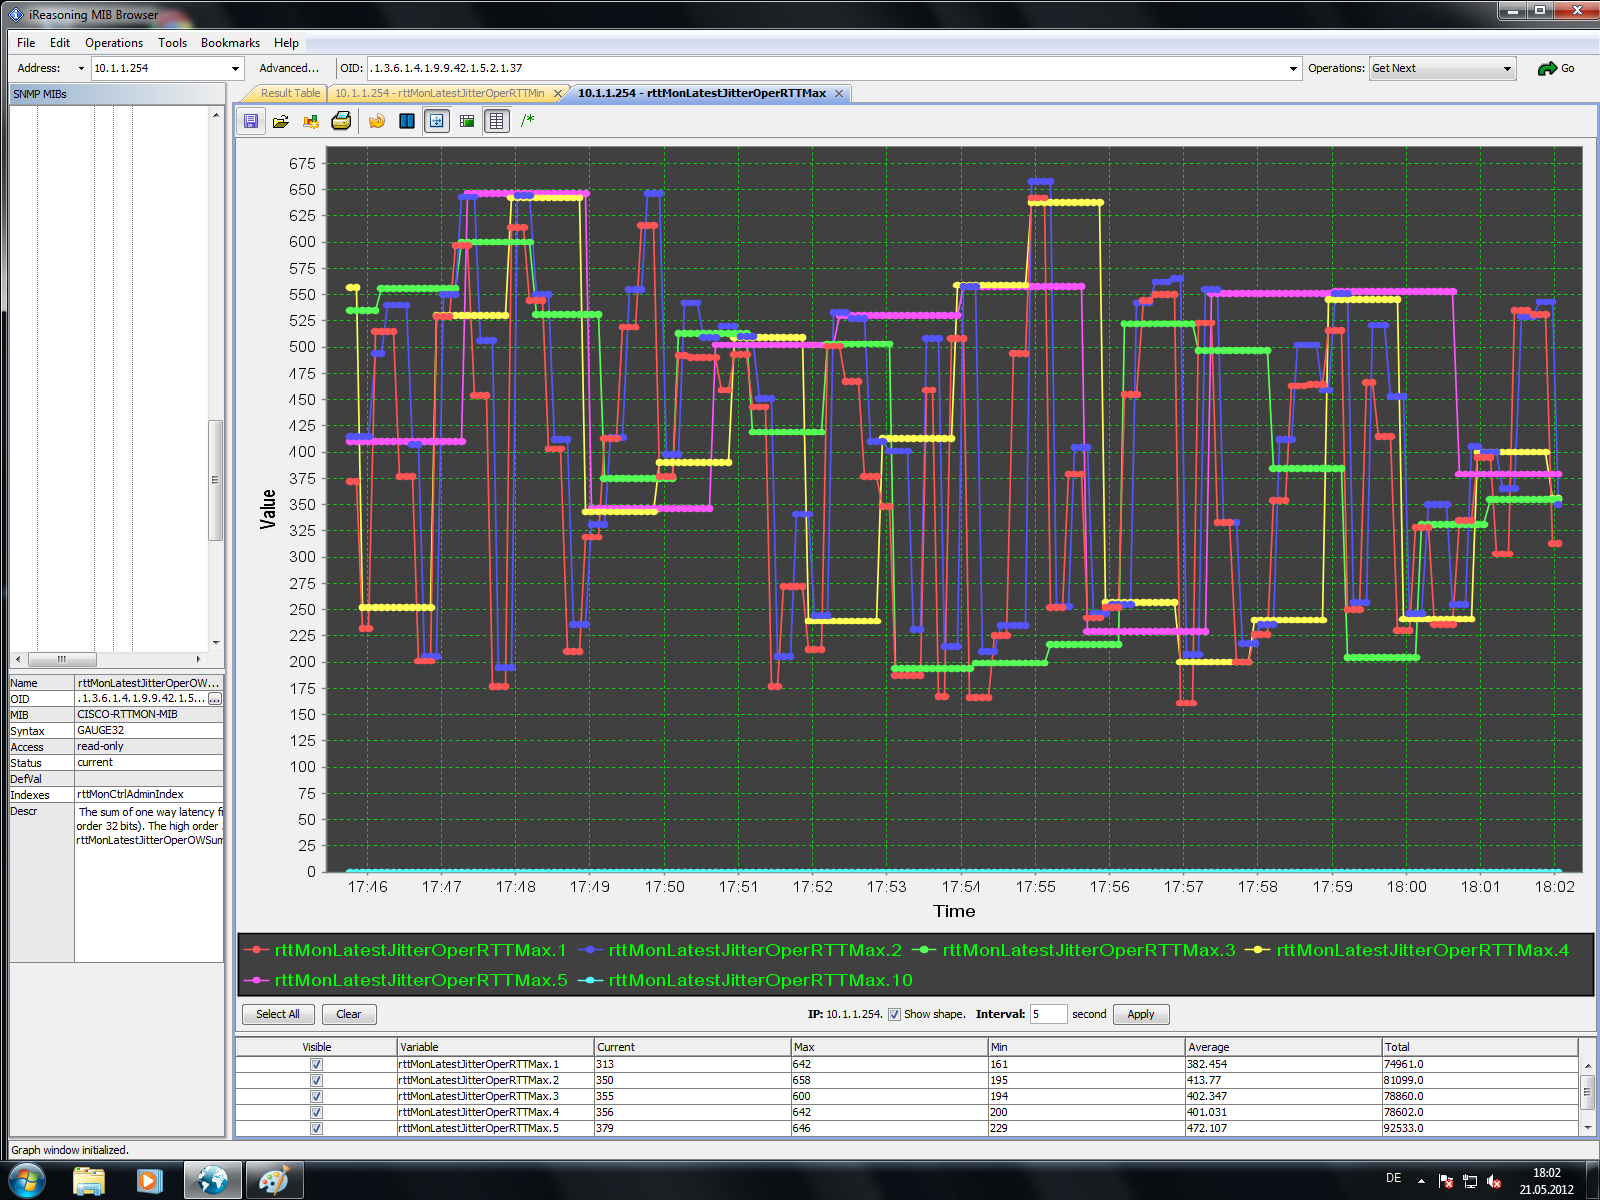 iReasoning MIB Browser
File Edit Operations Tools Bookmarks Help
Address: 10.1.1.254 Advanced... OID: .1.3.6.1.4.1.9.9.42.1.5.2.1.37 Operations: Get Next Go
SNMP MIBs
Result Table 10.1.1.254 - rttMonLatestJitterOperRTTMin 10.1.1.254 - rttMonLatestJitterOperRTTMax
/*
675
650
625
600
575
550
525
500
475
450
425
400
375
350
325
300
275
250
225
200
175
150
125
100
75
50
25
0
Value
17:46 17:47 17:48 17:49 17:50 17:51 17:52 17:53 17:54 17:55 17:56 17:57 17:58 17:59 18:00 18:01 18:02
Time
rttMonLatestJitterOperRTTMax.1 rttMonLatestJitterOperRTTMax.2 rttMonLatestJitterOperRTTMax.3 rttMonLatestJitterOperRTTMax.4
rttMonLatestJitterOperRTTMax.5 rttMonLatestJitterOperRTTMax.10
Name rttMonLatestJitterOperOW...
OID .1.3.6.1.4.1.9.9.42.1.5... ...
MIB CISCO-RTTMON-MIB
Syntax GAUGE32
Access read-only
Status current
DefVal
Indexes rttMonCtrlAdminIndex
Descr The sum of one way latency f
order 32 bits). The high order
rttMonLatestJitterOperOWSum
Select All Clear IP: 10.1.1.254. Show shape. Interval: 5 second Apply
Visible Variable Current Max Min Average Total
rttMonLatestJitterOperRTTMax.1 313 642 161 382.454 74961.0
rttMonLatestJitterOperRTTMax.2 350 658 195 413.77 81099.0
rttMonLatestJitterOperRTTMax.3 355 600 194 402.347 78860.0
rttMonLatestJitterOperRTTMax.4 356 642 200 401.031 78602.0
rttMonLatestJitterOperRTTMax.5 379 646 229 472.107 92533.0
Graph window initialized.
DE 18:02
21.05.2012